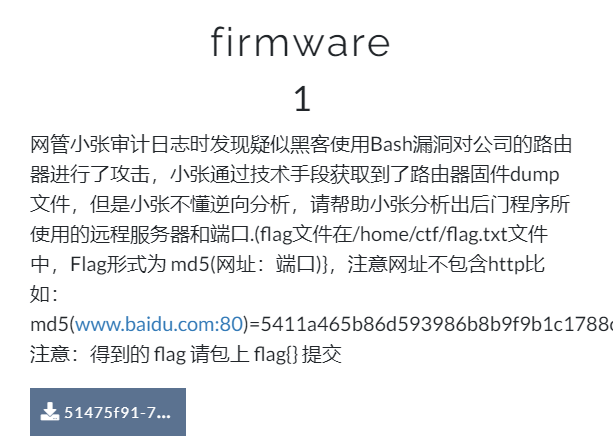 firmware
1
网管小张审计日志时发现疑似黑客使用Bash漏洞对公司的路由
器进行了攻击，小张通过技术手段获取到了路由器固件dump
文件，但是小张不懂逆向分析，请帮助小张分析出后门程序所
使用的远程服务器和端口.(flag文件在/home/ctf/flag.txt文件
中，Flag形式为 md5(网址：端口)}，注意网址不包含http比
如：
md5(www.baidu.com:80)=5411a465b86d593986b8b9f9b1c1788c
注意：得到的 flag 请包上 flag{} 提交
51475f91-7...